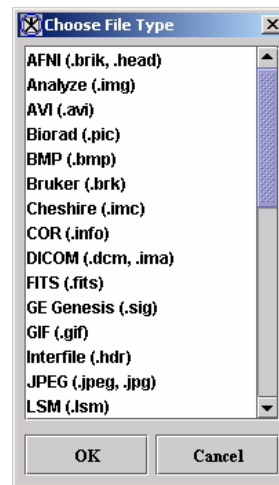 Choose File Type
AFNI (.brik, .head)
Analyze (.img)
AVI (.avi)
Biorad (.pic)
BMP (.bmp)
Bruker (.brk)
Cheshire (.imc)
COR (.info)
DICOM (.dcm, .ima)
FITS (.fits)
GE Genesis (.sig)
GIF (.gif)
Interfile (.hdr)
JPEG (.jpeg, .jpg)
LSM (.lsm)
OK Cancel